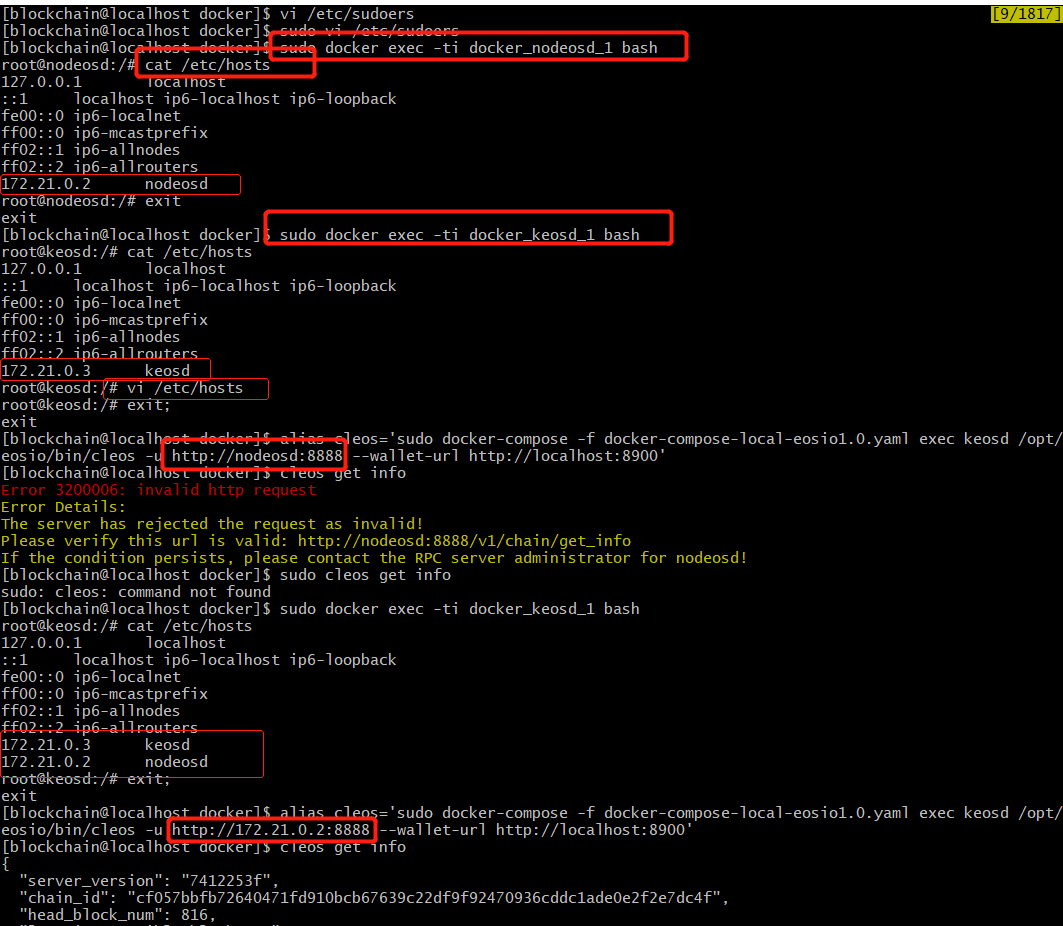 [blockchain@localhost docker]$ vi /etc/sudoers [9/1817]
[blockchain@localhost docker]$ sudo vi /etc/sudoers
[blockchain@localhost docker]$ sudo docker exec -ti docker_nodeosd_1 bash
root@nodeosd:/# cat /etc/hosts
127.0.0.1 localhost
::1 localhost ip6-localhost ip6-loopback
fe00::0 ip6-localnet
ff00::0 ip6-mcastprefix
ff02::1 ip6-allnodes
ff02::2 ip6-allrouters
172.21.0.2 nodeosd
root@nodeosd:/# exit
exit
[blockchain@localhost docker]$ sudo docker exec -ti docker_keosd_1 bash
root@keosd:/# cat /etc/hosts
127.0.0.1 localhost
::1 localhost ip6-localhost ip6-loopback
fe00::0 ip6-localnet
ff00::0 ip6-mcastprefix
ff02::1 ip6-allnodes
ff02::2 ip6-allrouters
172.21.0.3 keosd
root@keosd:/# vi /etc/hosts
root@keosd:/# exit;
exit
[blockchain@localhost docker]$ alias cleos='sudo docker-compose -f docker-compose-local-eosio1.0.yaml exec keosd /opt/
eosio/bin/cleos -u http://nodeosd:8888 --wallet-url http://localhost:8900'
[blockchain@localhost docker]$ cleos get info
Error 3200006: invalid http request
Error Details:
The server has rejected the request as invalid!
Please verify this url is valid: http://nodeosd:8888/v1/chain/get_info
If the condition persists, please contact the RPC server administrator for nodeosd!
[blockchain@localhost docker]$ sudo cleos get info
sudo: cleos: command not found
[blockchain@localhost docker]$ sudo docker exec -ti docker_keosd_1 bash
root@keosd:/# cat /etc/hosts
127.0.0.1 localhost
::1 localhost ip6-localhost ip6-loopback
fe00::0 ip6-localnet
ff00::0 ip6-mcastprefix
ff02::1 ip6-allnodes
ff02::2 ip6-allrouters
172.21.0.3 keosd
172.21.0.2 nodeosd
root@keosd:/# exit;
exit
[blockchain@localhost docker]$ alias cleos='sudo docker-compose -f docker-compose-local-eosio1.0.yaml exec keosd /opt/
eosio/bin/cleos -u http://172.21.0.2:8888 --wallet-url http://localhost:8900'
[blockchain@localhost docker]$ cleos get info
{
"server_version": "7412253f",
"chain_id": "cf057bbfb72640471fd910bcb67639c22df9f92470936cddc1ade0e2f2e7dc4f",
"head_block_num": 816,